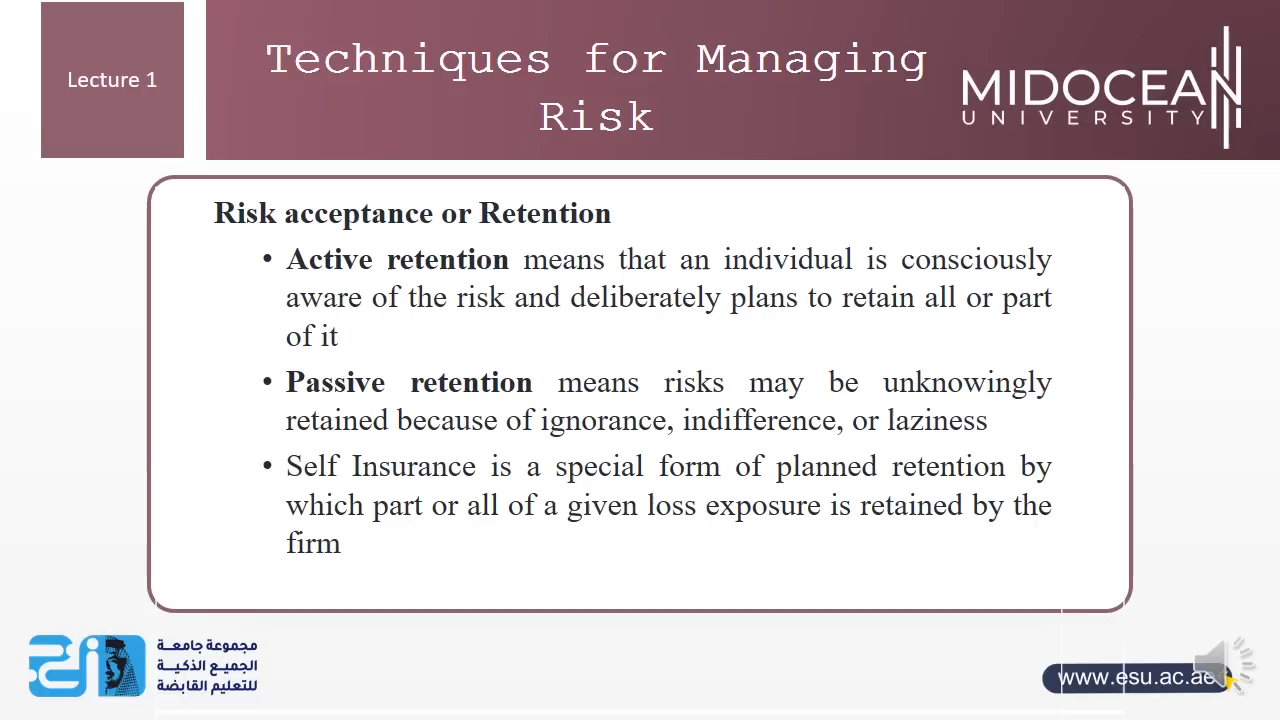 Lecture 1
Techniques for Managing
Risk
MIDOCEAN
UNIVERSITY
Risk acceptance or Retention
• Active retention means that an individual is consciously
aware of the risk and deliberately plans to retain all or part
of it
• Passive retention means risks may be unknowingly
retained because of ignorance, indifference, or laziness
• Self Insurance is a special form of planned retention by
which part or all of a given loss exposure is retained by the
firm
مجموعة جامعة
الجميع الذكية
للتعليم القابضة
www.esu.ac.ae